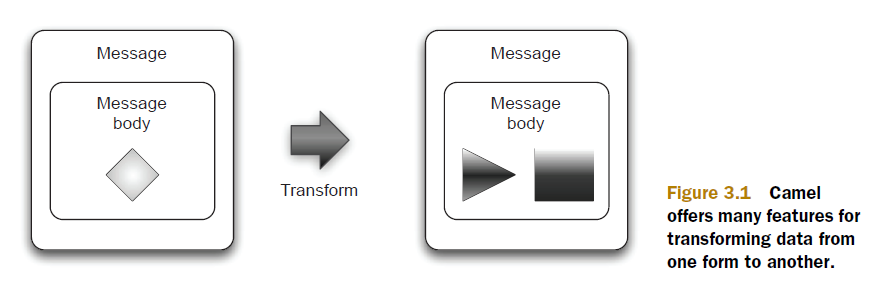 Message
Message
body
Transform
Message
Message
body
Figure 3.1 Camel
offers many features for
transforming data from
one form to another.